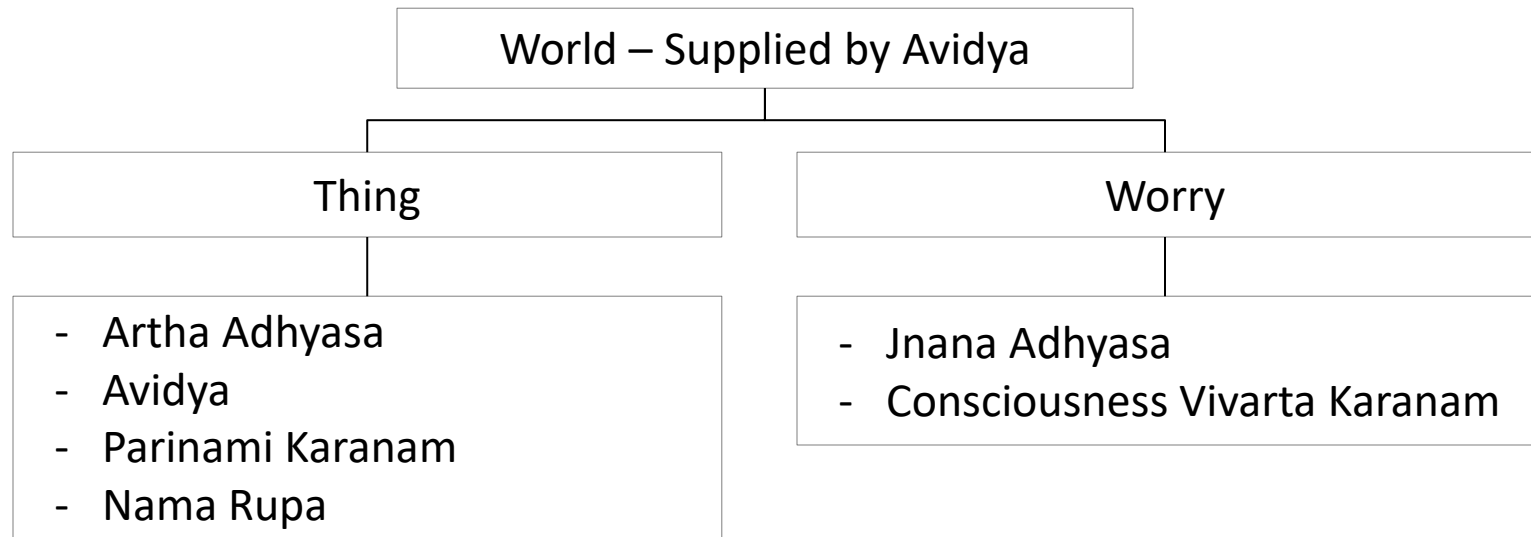 World – Supplied by Avidya
Thing
Worry
- Artha Adhyasa
- Avidya
- Parinami Karanam
- Nama Rupa
- Jnana Adhyasa
- Consciousness Vivarta Karanam